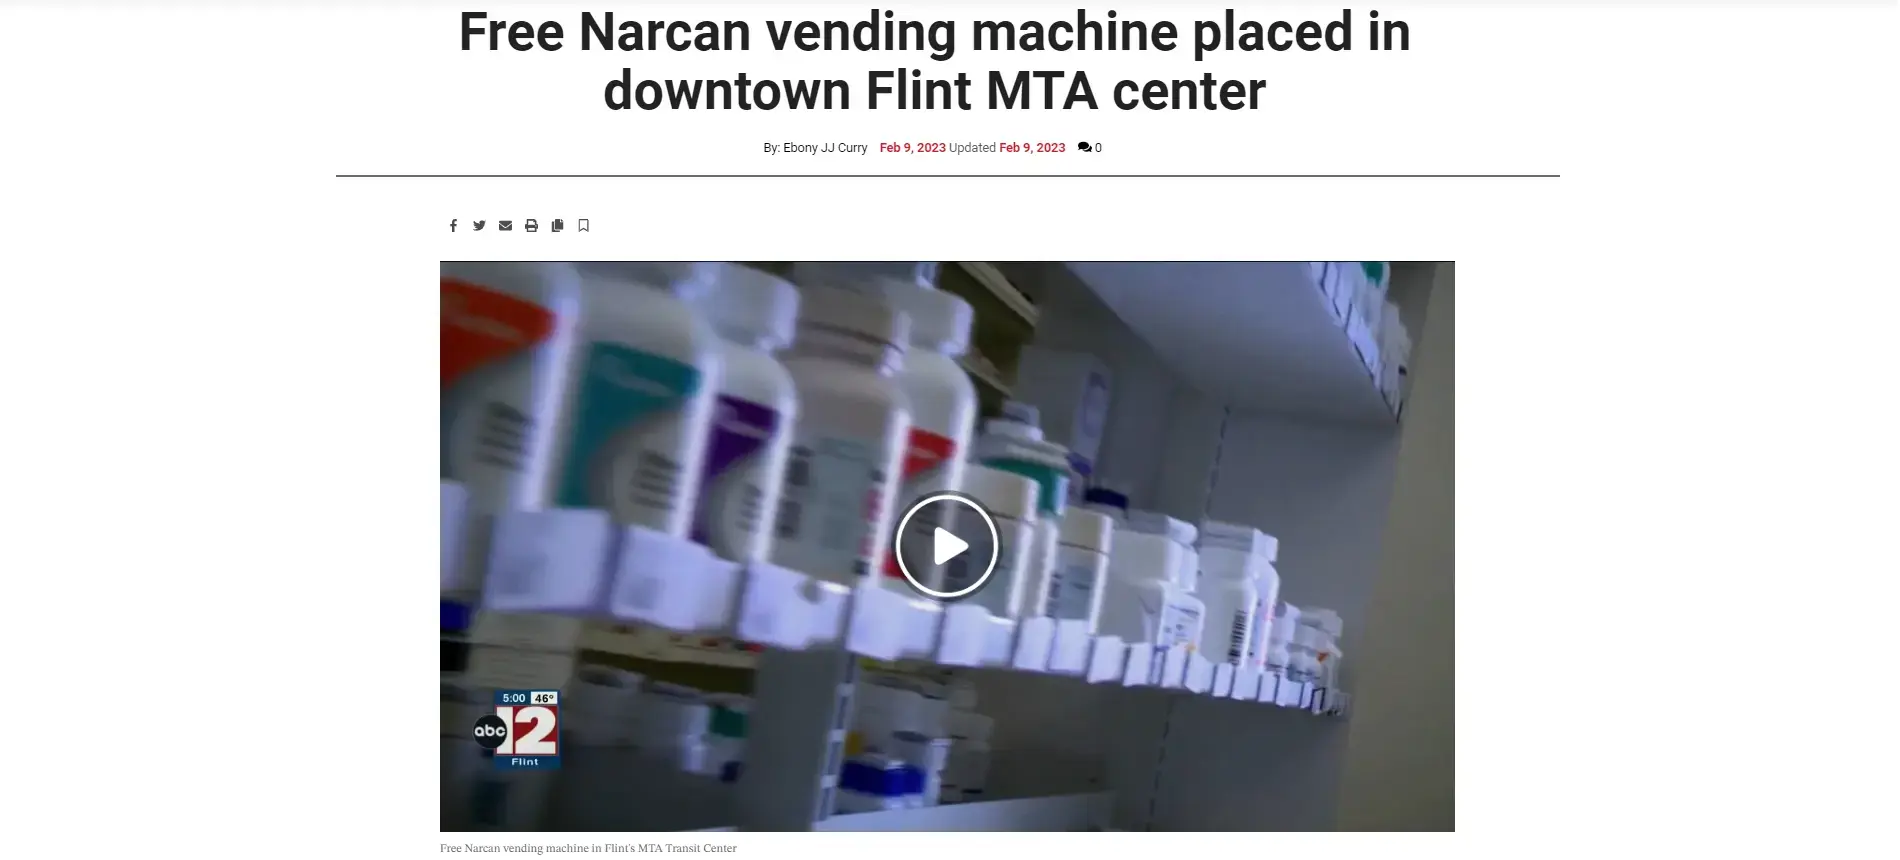 Free Narcan vending machine placed in
downtown Flint MTA center
By: Ebony JJ Curry Feb 9, 2023 Updated Feb 9, 2023 0
5:00 46°
abc 12
Flint
Free Narcan vending machine in Flint's MTA Transit Center